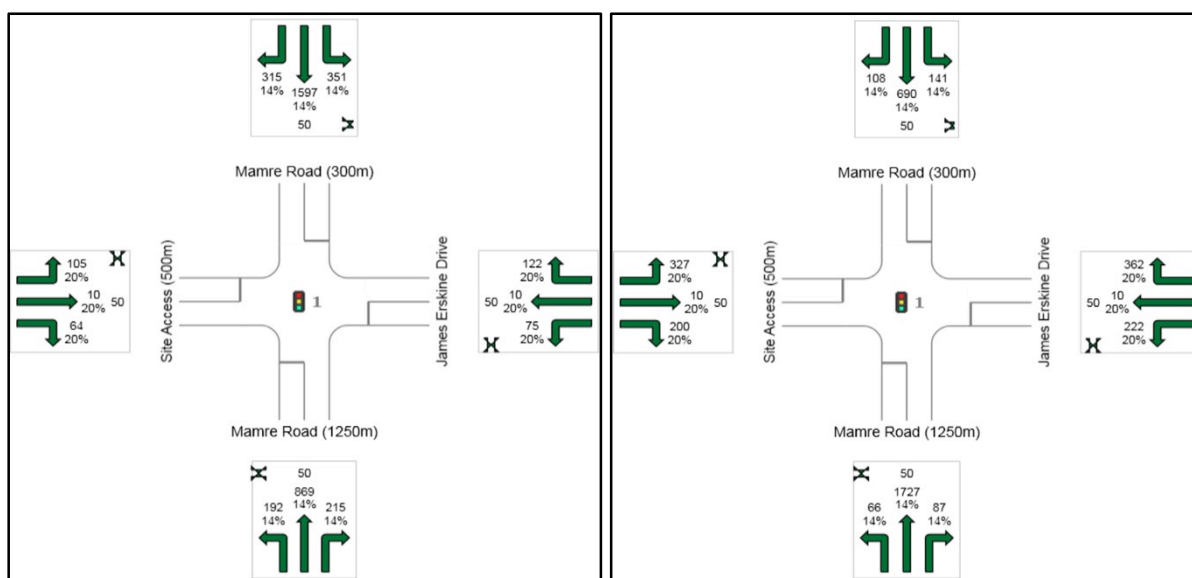 315 1597 351
14% 14% 14%
50
Mamre Road (300m)
105
20%
10
20% 50
64
20%
Site Access (500m)
1
James Erskine Drive
122
20%
50 10
20%
75
20%
Mamre Road (1250m)
50
192 869 215
14% 14% 14%
108 690 141
14% 14% 14%
50
Mamre Road (300m)
327
20%
10
20% 50
200
20%
Site Access (500m)
1
James Erskine Drive
362
20%
50 10
20%
222
20%
Mamre Road (1250m)
50
66 1727 87
14% 14% 14%